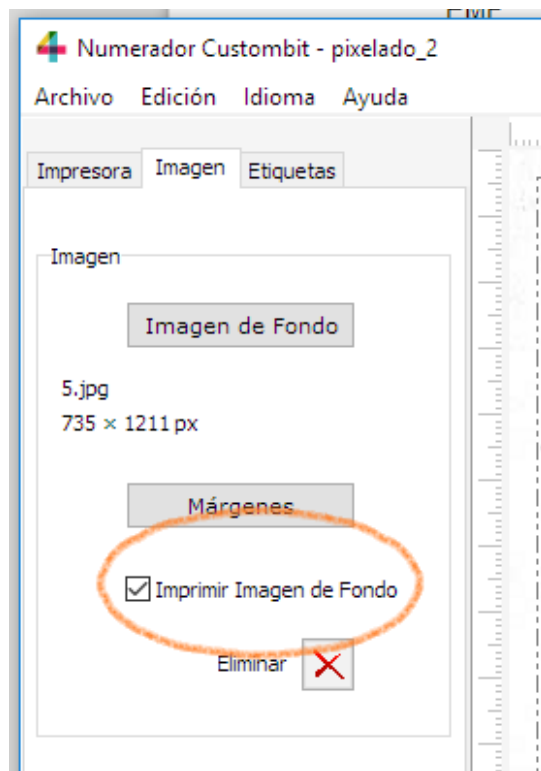 EMF
Numerador Custombit - pixelado_2
Archivo Edición Idioma Ayuda
Impresora Imagen Etiquetas
Imagen
Imagen de Fondo
5.jpg
735 × 1211 px
Márgenes
Imprimir Imagen de Fondo
Eliminar